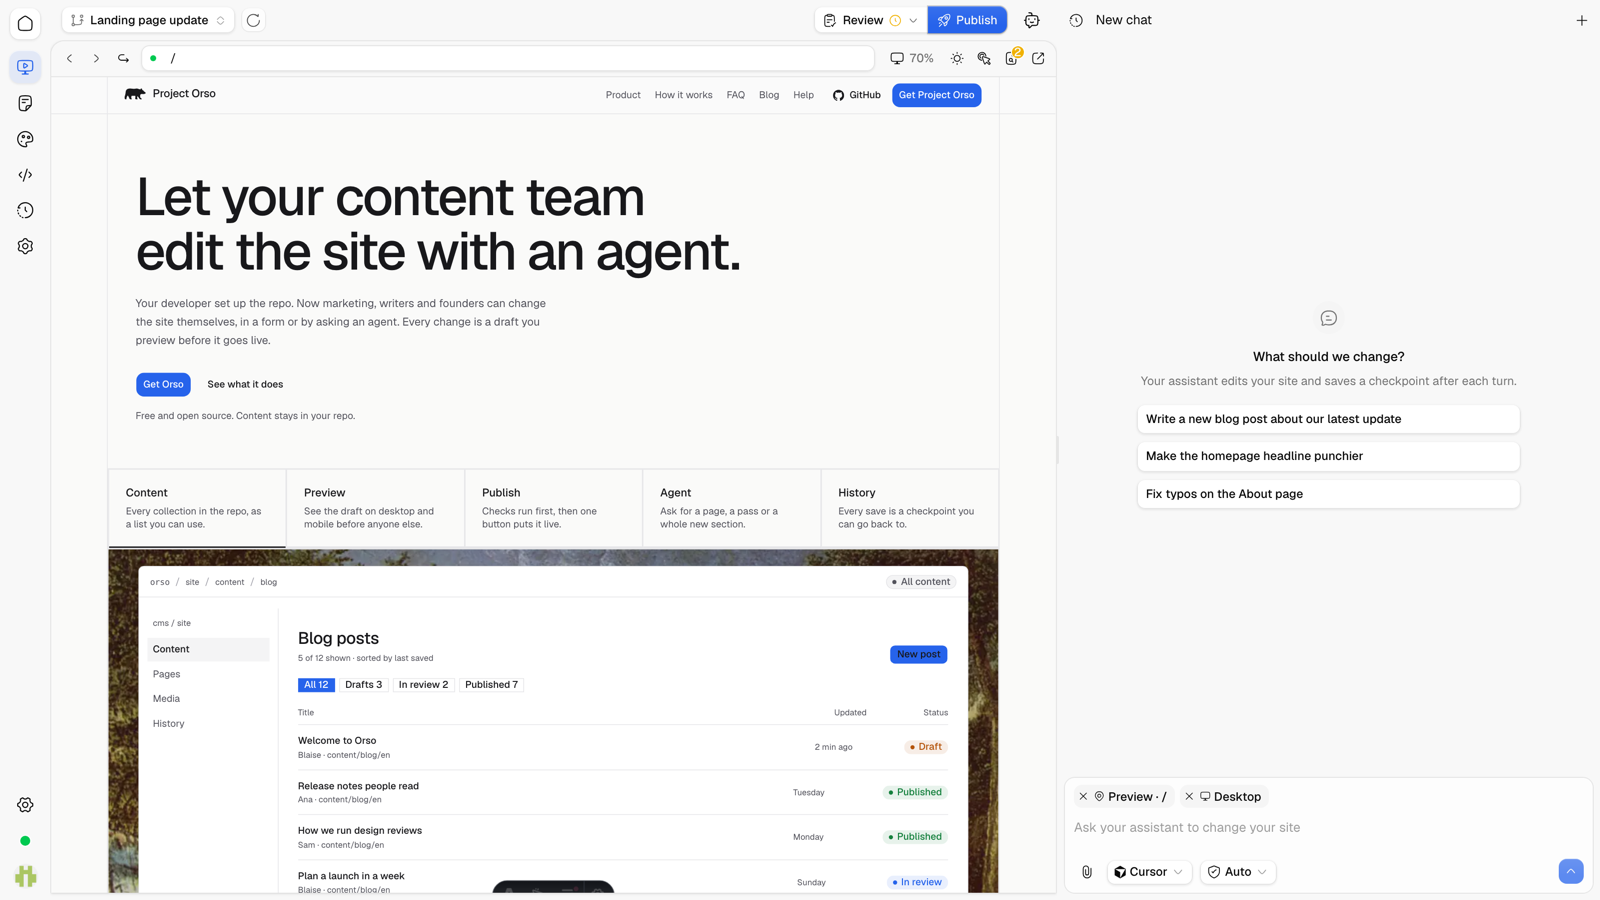 Landing page update
Review
Publish
New chat
/
70%
2
Project Orso
Product
How it works
FAQ
Blog
Help
GitHub
Get Project Orso
Let your content team
edit the site with an agent.
Your developer set up the repo. Now marketing, writers and founders can change
the site themselves, in a form or by asking an agent. Every change is a draft you
preview before it goes live.
Get Orso
See what it does
Free and open source. Content stays in your repo.
Content
Every collection in the repo, as
a list you can use.
Preview
See the draft on desktop and
mobile before anyone else.
Publish
Checks run first, then one
button puts it live.
Agent
Ask for a page, a pass or a
whole new section.
History
Every save is a checkpoint you
can go back to.
orso / site / content / blog
All content
cms / site
Content
Pages
Media
History
Blog posts
5 of 12 shown · sorted by last saved
New post
All 12
Drafts 3
In review 2
Published 7
Title
Updated
Status
Welcome to Orso
Blaise · content/blog/en
2 min ago
Draft
Release notes people read
Ana · content/blog/en
Tuesday
Published
How we run design reviews
Sam · content/blog/en
Monday
Published
Plan a launch in a week
Blaise · content/blog/en
Sunday
In review
What should we change?
Your assistant edits your site and saves a checkpoint after each turn.
Write a new blog post about our latest update
Make the homepage headline punchier
Fix typos on the About page
Preview · /
Desktop
Ask your assistant to change your site
Cursor
Auto